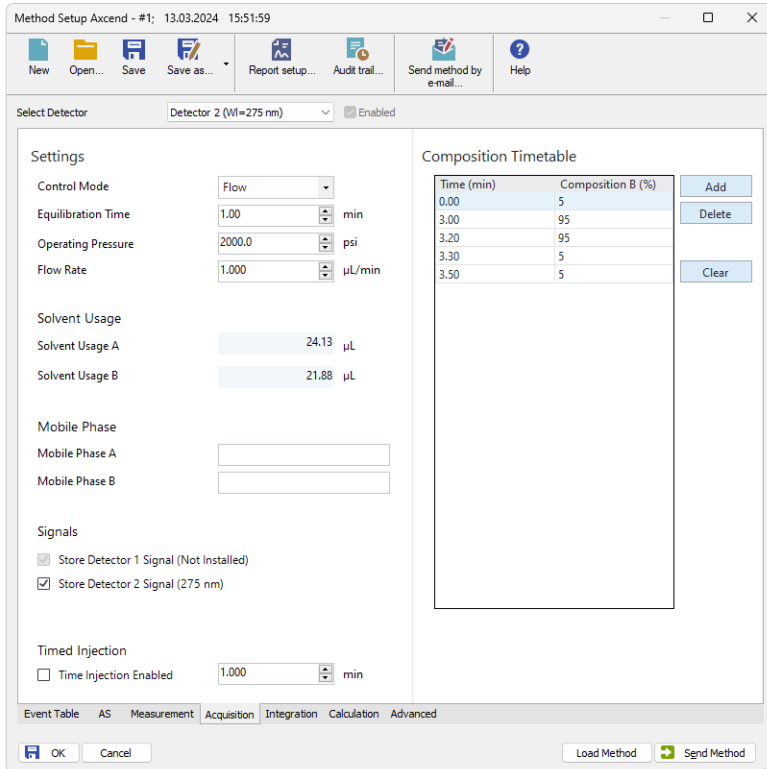 Method Setup Axcend - #1; 13.03.2024 15:51:59
New Open... Save Save as... Report setup... Audit trail... Send method by e-mail... Help
Select Detector Detector 2 (Wl=275 nm) Enabled
Settings
Control Mode Flow
Equilibration Time 1.00 min
Operating Pressure 2000.0 psi
Flow Rate 1.000 µL/min
Solvent Usage
Solvent Usage A 24.13 µL
Solvent Usage B 21.88 µL
Mobile Phase
Mobile Phase A
Mobile Phase B
Signals
Store Detector 1 Signal (Not Installed)
Store Detector 2 Signal (275 nm)
Timed Injection
Time Injection Enabled 1.000 min
Composition Timetable
Time (min) Composition B (%)
0.00 5
3.00 95
3.20 95
3.30 5
3.50 5
Add
Delete
Clear
Event Table AS Measurement Acquisition Integration Calculation Advanced
OK Cancel Load Method Send Method